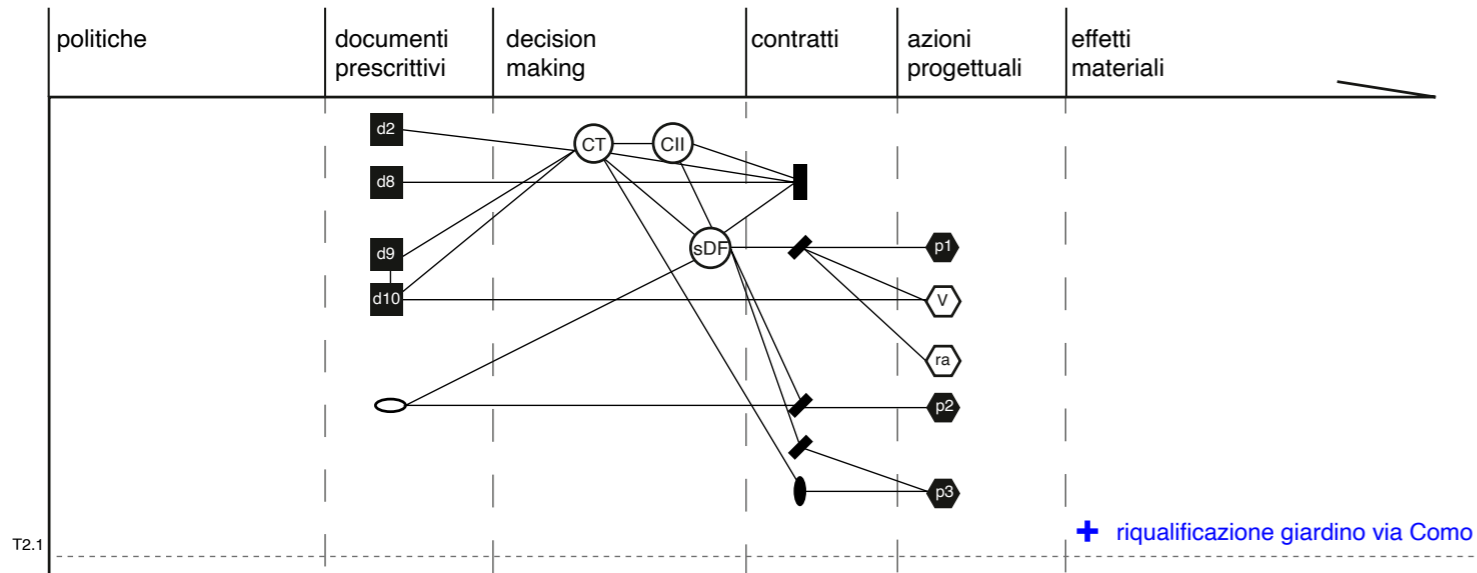 politiche
documenti
prescrittivi
decision
making
contratti
azioni
progettuali
effetti
materiali
d2
CT
CII
d8
d9
sDF
p1
d10
V
ra
p2
p3
riqualificazione giardino via Como
T2.1